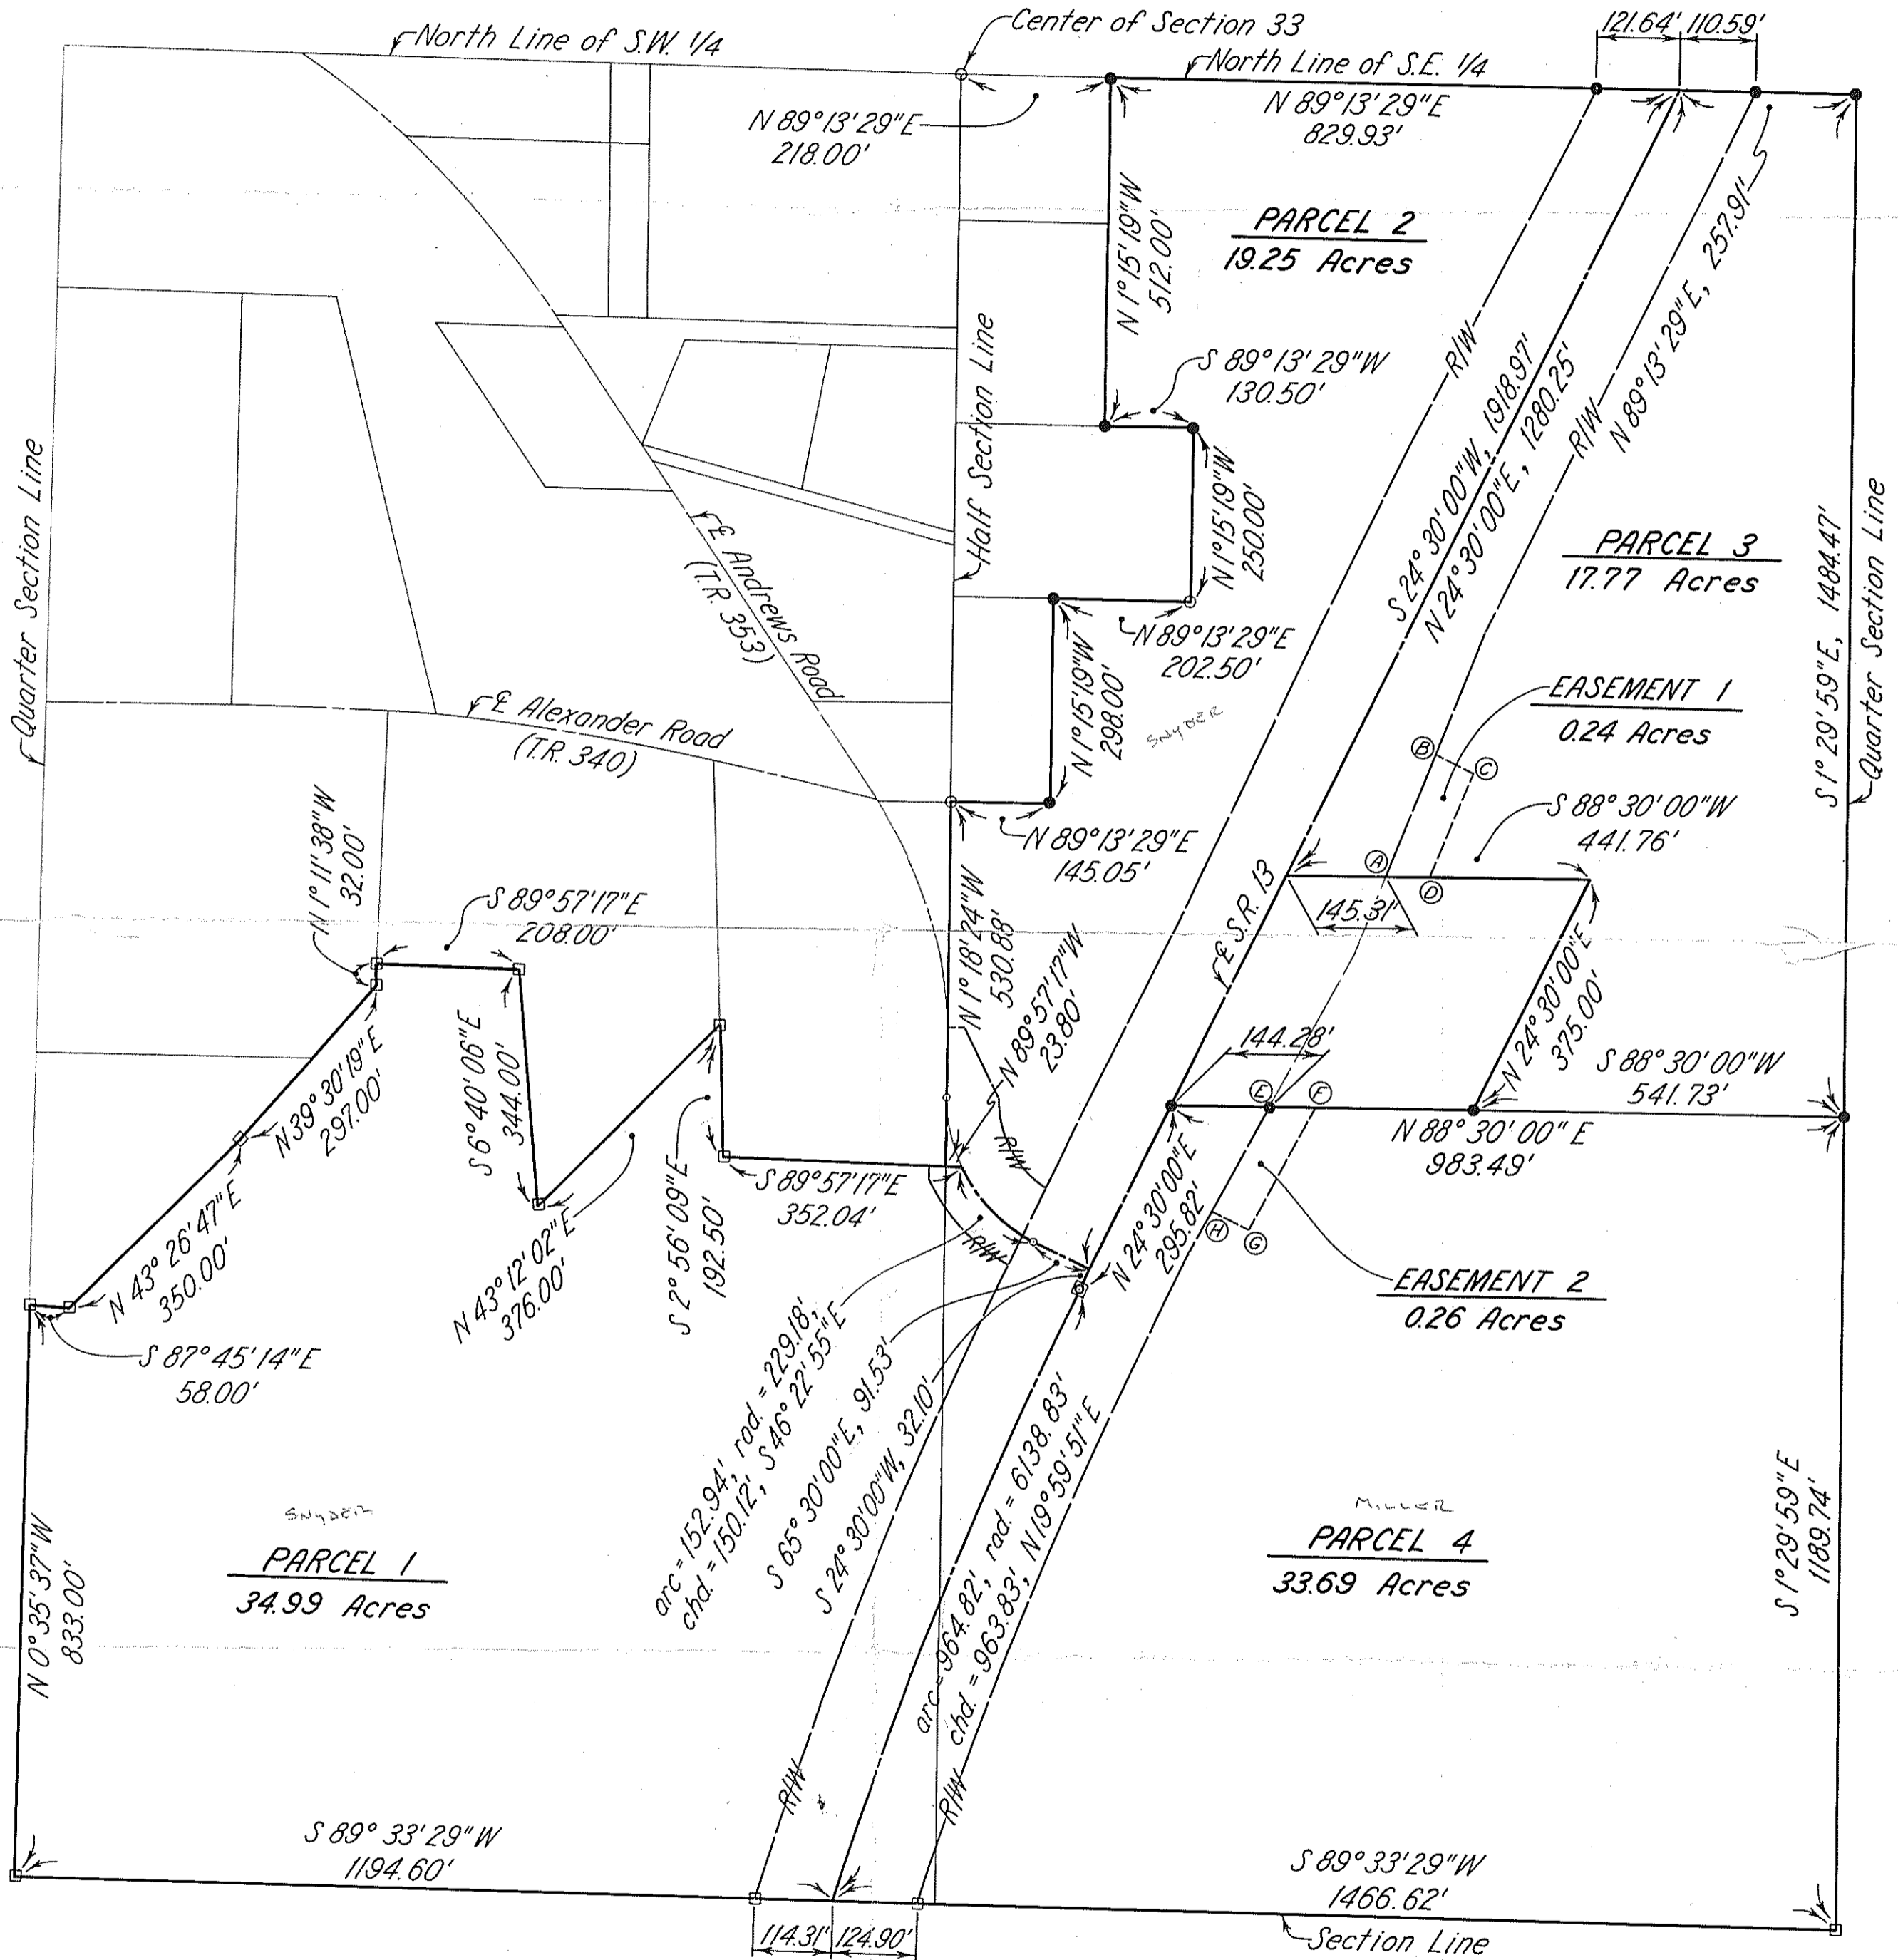 North Line of S.W. 1/4
Center of Section 33
121.64'
110.59'
North Line of S.E. 1/4
N 89°13'29"E
218.00'
N 89°13'29"E
829.93'
PARCEL 2
19.25 Acres
N 1°15'19"W
512.00'
S 89°13'29"W
130.50'
R/W
S 24°30'00"W, 1918.97'
N 24°30'00"E, 1280.25'
R/W
N 89°13'29"E, 257.91'
Half Section Line
Quarter Section Line
℄ Andrews Road
(T.R. 353)
N 1°15'19"W
250.00'
PARCEL 3
17.77 Acres
S 1°29'59"E, 1484.47'
Quarter Section Line
N 89°13'29"E
202.50'
N 1°15'19"W
298.00'
SNYDER
EASEMENT 1
0.24 Acres
℄ Alexander Road
(T.R. 340)
B
C
S 88°30'00"W
441.76'
N 89°13'29"E
145.05'
N 1°11'38"W
32.00'
S 89°57'17"E
208.00'
A
D
145.31'
℄ S.R. 13
N 1°18'24"W
530.88'
N 89°57'17"W
23.80'
N 24°30'00"E
375.00'
144.28'
S 88°30'00"W
541.73'
E
F
N 39°30'19"E
297.00'
S 6°40'06"E
344.00'
R/W
N 88°30'00"E
983.49'
S 89°57'17"E
352.04'
S 2°56'09"E
192.50'
N 43°26'47"E
350.00'
N 43°12'02"E
376.00'
R/W
N 24°30'00"E
295.82'
H
G
EASEMENT 2
0.26 Acres
S 87°45'14"E
58.00'
arc = 152.94', rad. = 229.18',
chd. = 150.12', S 46°22'55"E
S 65°30'00"E, 91.53'
S 24°30'00"W, 32.10'
arc = 964.82', rad. = 6138.83'
chd. = 963.83', N 19°59'51"E
SNYDER
PARCEL 1
34.99 Acres
MILLER
PARCEL 4
33.69 Acres
N 0°35'37"W
833.00'
S 1°29'59"E
1189.74'
R/W
R/W
S 89°33'29"W
1194.60'
S 89°33'29"W
1466.62'
114.31'
124.90'
Section Line